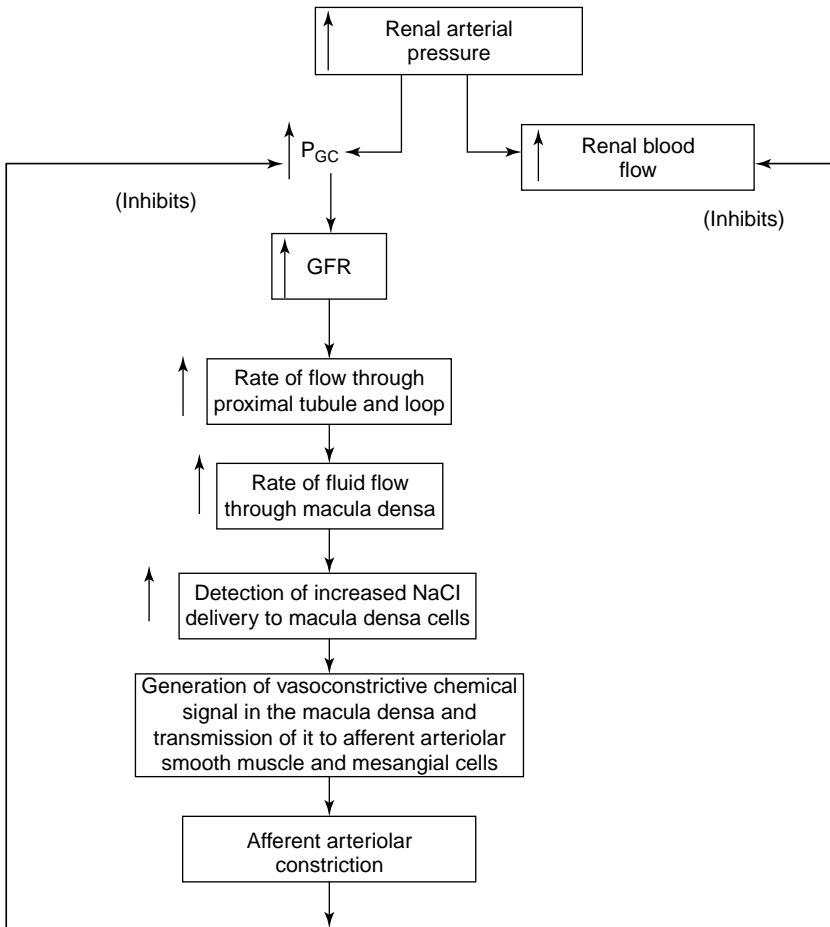 Renal arterial
pressure
P_GC
Renal blood
flow
(Inhibits)
(Inhibits)
GFR
Rate of flow through
proximal tubule and loop
Rate of fluid flow
through macula densa
Detection of increased NaCl
delivery to macula densa cells
Generation of vasoconstrictive chemical
signal in the macula densa and
transmission of it to afferent arteriolar
smooth muscle and mesangial cells
Afferent arteriolar
constriction